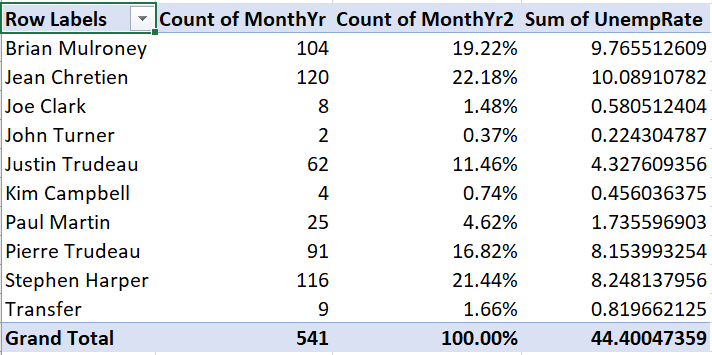 Row Labels Count of MonthYr Count of MonthYr2 Sum of UnempRate
Brian Mulroney 104 19.22% 9.765512609
Jean Chretien 120 22.18% 10.08910782
Joe Clark 8 1.48% 0.580512404
John Turner 2 0.37% 0.224304787
Justin Trudeau 62 11.46% 4.327609356
Kim Campbell 4 0.74% 0.456036375
Paul Martin 25 4.62% 1.735596903
Pierre Trudeau 91 16.82% 8.153993254
Stephen Harper 116 21.44% 8.248137956
Transfer 9 1.66% 0.819662125
Grand Total 541 100.00% 44.40047359